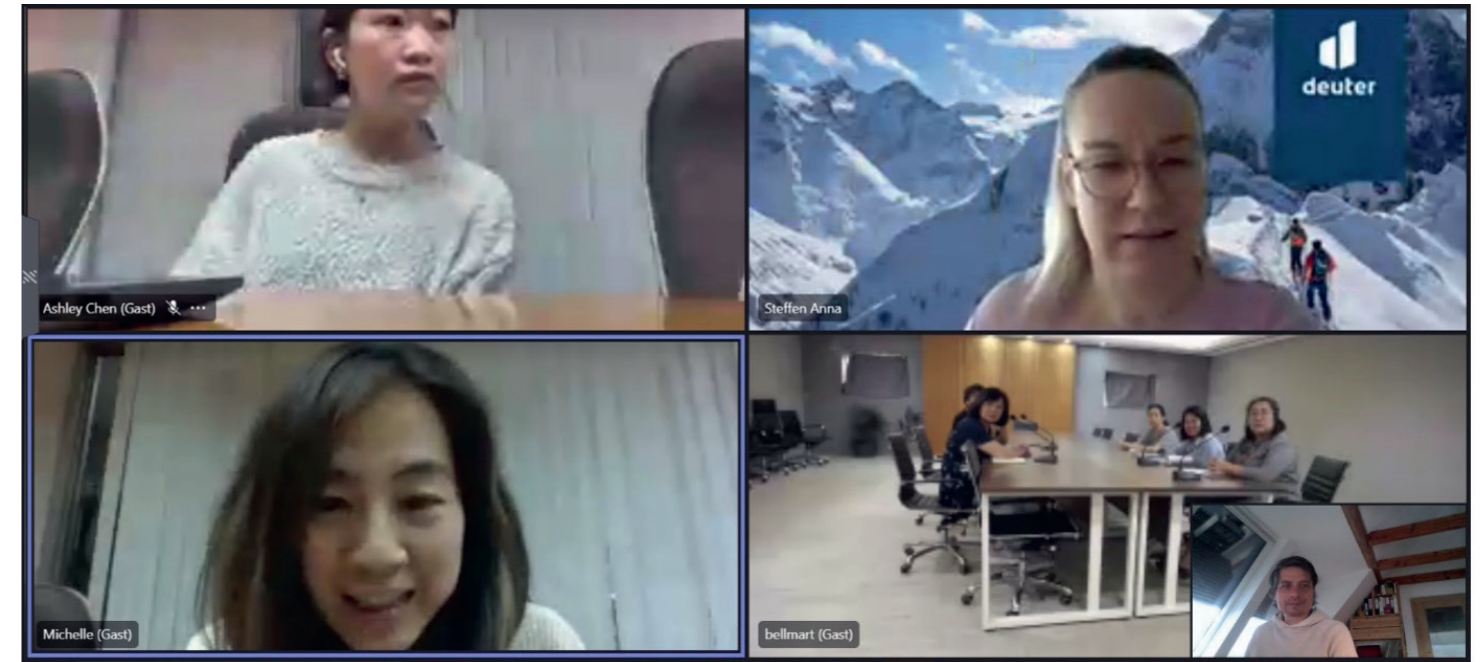 deuter
Ashley Chen (Gast)
Steffen Anna
Michelle (Gast)
bellmart (Gast)